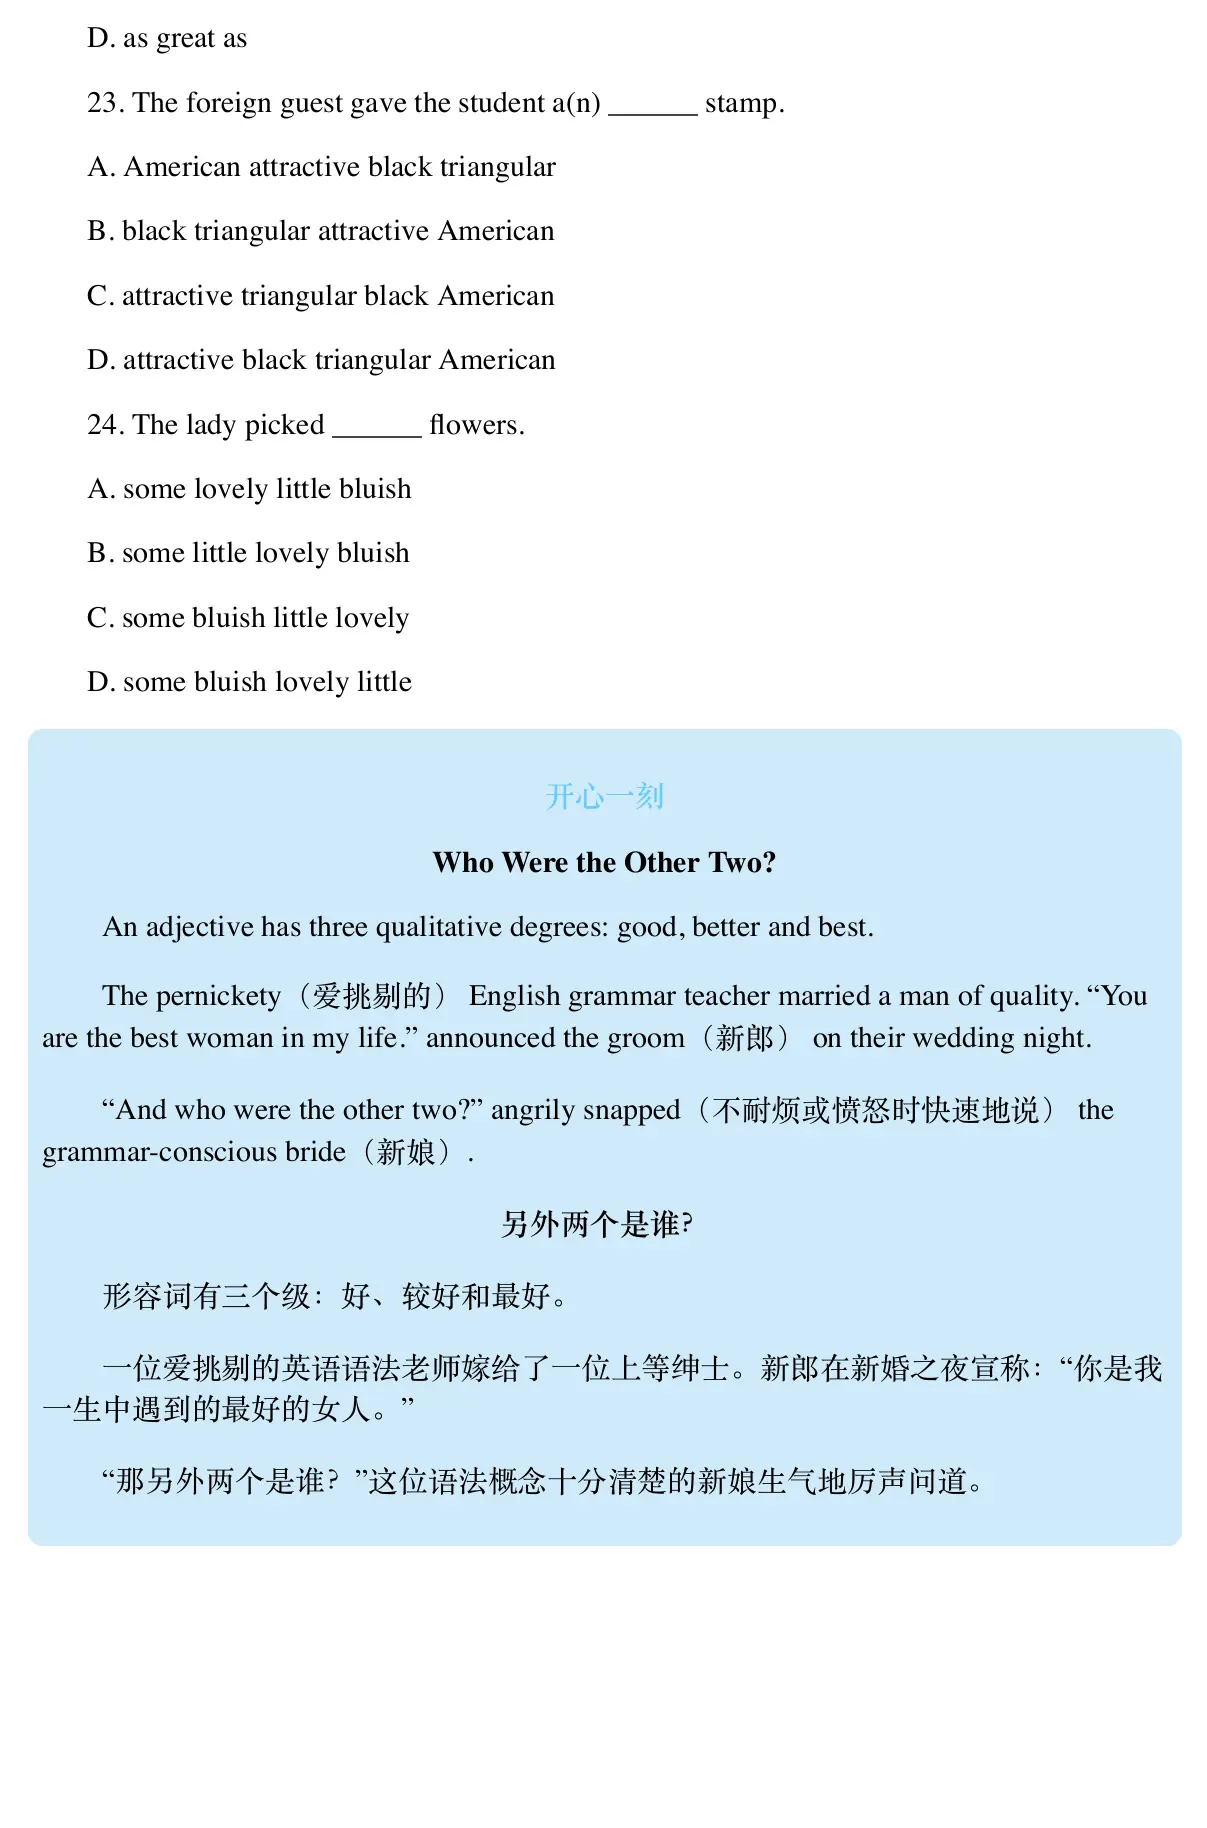 D. as great as
23. The foreign guest gave the student a(n) ______ stamp.
A. American attractive black triangular
B. black triangular attractive American
C. attractive triangular black American
D. attractive black triangular American
24. The lady picked ______ flowers.
A. some lovely little bluish
B. some little lovely bluish
C. some bluish little lovely
D. some bluish lovely little
开心一刻
Who Were the Other Two?
An adjective has three qualitative degrees: good, better and best.
The pernickety（爱挑剔的） English grammar teacher married a man of quality. “You
are the best woman in my life.” announced the groom（新郎） on their wedding night.
“And who were the other two?” angrily snapped（不耐烦或愤怒时快速地说） the
grammar-conscious bride（新娘）.
另外两个是谁?
形容词有三个级：好、较好和最好。
一位爱挑剔的英语语法老师嫁给了一位上等绅士。新郎在新婚之夜宣称：“你是我
一生中遇到的最好的女人。”
“那另外两个是谁？”这位语法概念十分清楚的新娘生气地厉声问道。